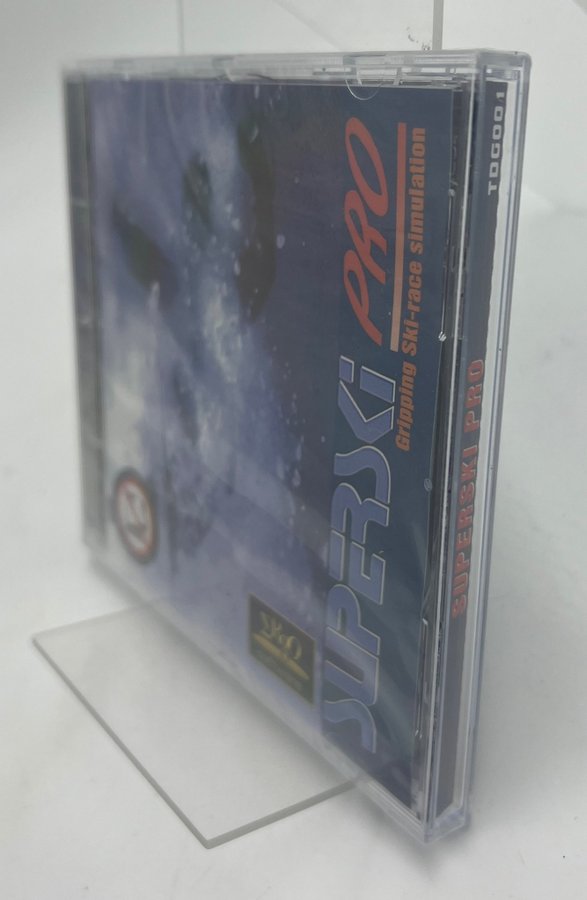 SUPERSKI PRO
Gripping Ski-race simulation
SUPERSKI PRO
TDG001